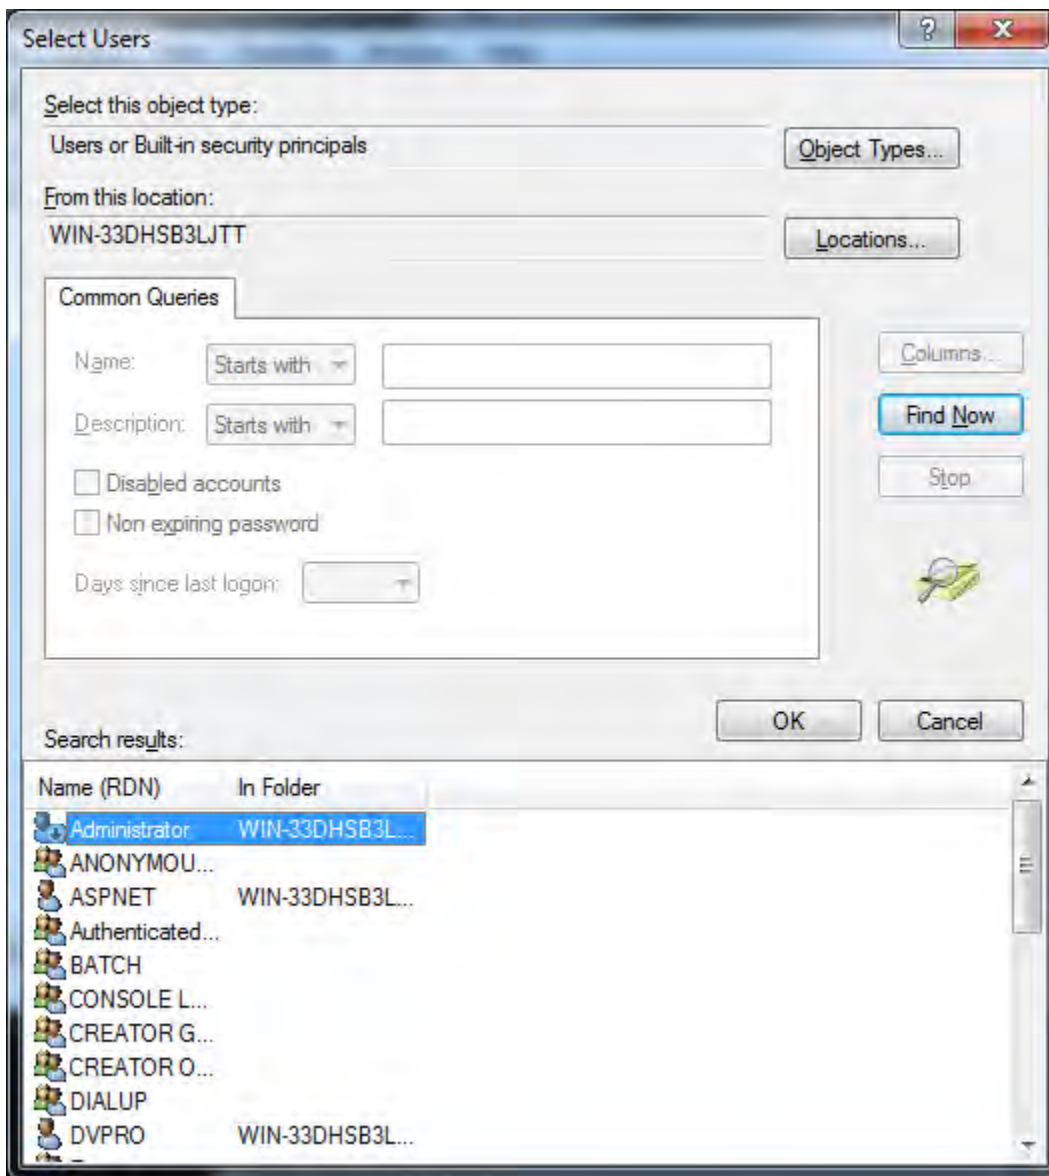 Select Users
Select this object type:
Users or Built-in security principals
Object Types...
From this location:
WIN-33DHSB3LJTT
Locations...
Common Queries
Name: Starts with
Columns...
Description: Starts with
Find Now
Disabled accounts
Stop
Non expiring password
Days since last logon:
OK Cancel
Search results:
Name (RDN) In Folder
Administrator WIN-33DHSB3L...
ANONYMOU...
ASPNET WIN-33DHSB3L...
Authenticated...
BATCH
CONSOLE L...
CREATOR G...
CREATOR O...
DIALUP
DVPRO WIN-33DHSB3L...